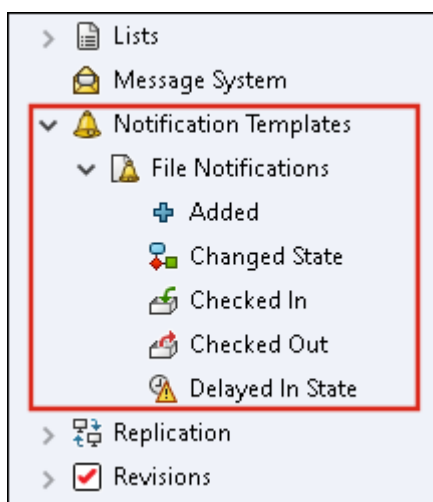 Lists
Message System
Notification Templates
File Notifications
Added
Changed State
Checked In
Checked Out
Delayed In State
Replication
Revisions